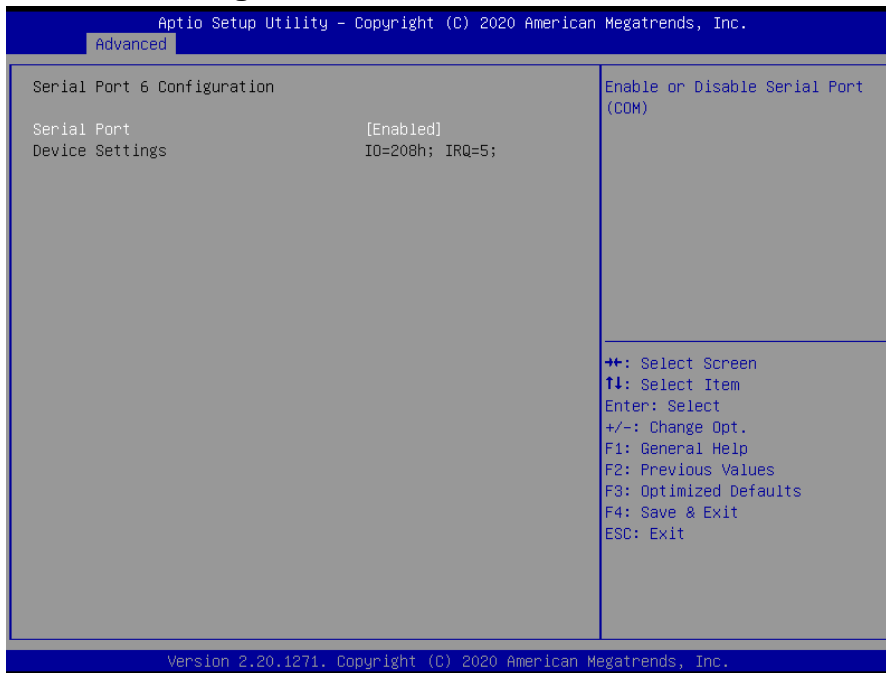 Aptio Setup Utility – Copyright (C) 2020 American Megatrends, Inc.
Advanced
Serial Port 6 Configuration
Serial Port [Enabled]
Device Settings IO=208h; IRQ=5;
Enable or Disable Serial Port
(COM)
→←: Select Screen
↑↓: Select Item
Enter: Select
+/-: Change Opt.
F1: General Help
F2: Previous Values
F3: Optimized Defaults
F4: Save & Exit
ESC: Exit
Version 2.20.1271. Copyright (C) 2020 American Megatrends, Inc.